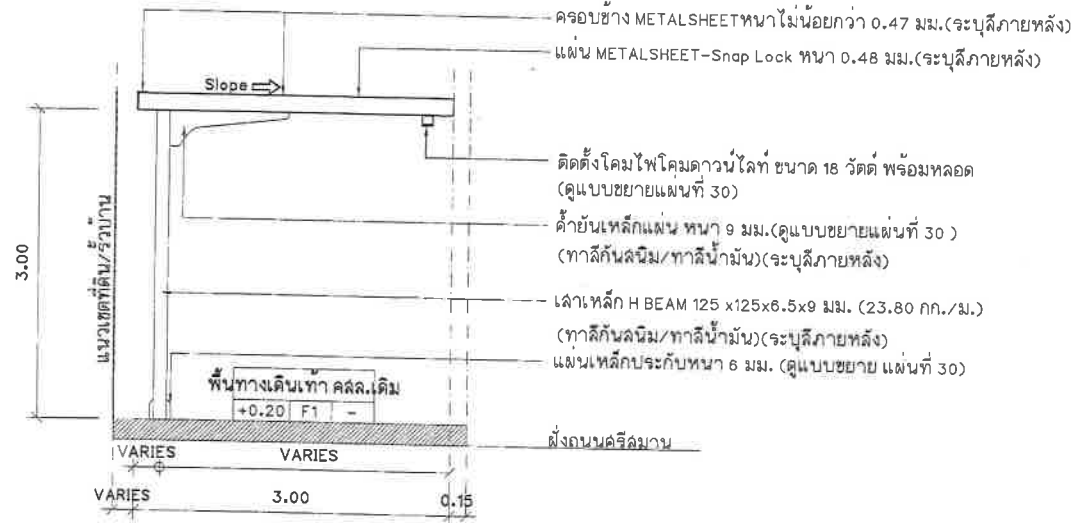 ครอบข้าง METALSHEETหนาไม่น้อยกว่า 0.47 มม.(ระบุสีภายหลัง)
แผ่น METALSHEET-Snap Lock หนา 0.48 มม.(ระบุสีภายหลัง)
Slope
ติดตั้งโคมไฟโคมดาวน์ไลท์ ขนาด 18 วัตต์ พร้อมหลอด
(ดูแบบขยายแผ่นที่ 30)
ค้ำยันเหล็กแผ่น หนา 9 มม.(ดูแบบขยายแผ่นที่ 30 )
(ทาสีกันสนิม/ทาสีน้ำมัน)(ระบุสีภายหลัง)
3.00
แนวเขตที่ดิน/รั้วบ้าน
เสาเหล็ก H BEAM 125 x125x6.5x9 มม. (23.80 กก./ม.)
(ทาสีกันสนิม/ทาสีน้ำมัน)(ระบุสีภายหลัง)
แผ่นเหล็กประกับหนา 6 มม. (ดูแบบขยาย แผ่นที่ 30)
พื้นทางเดินเท้า คสล.เดิม
+0.20 F1 -
ฝั่งถนนศรีสมาน
VARIES VARIES
VARIES 3.00 0.15